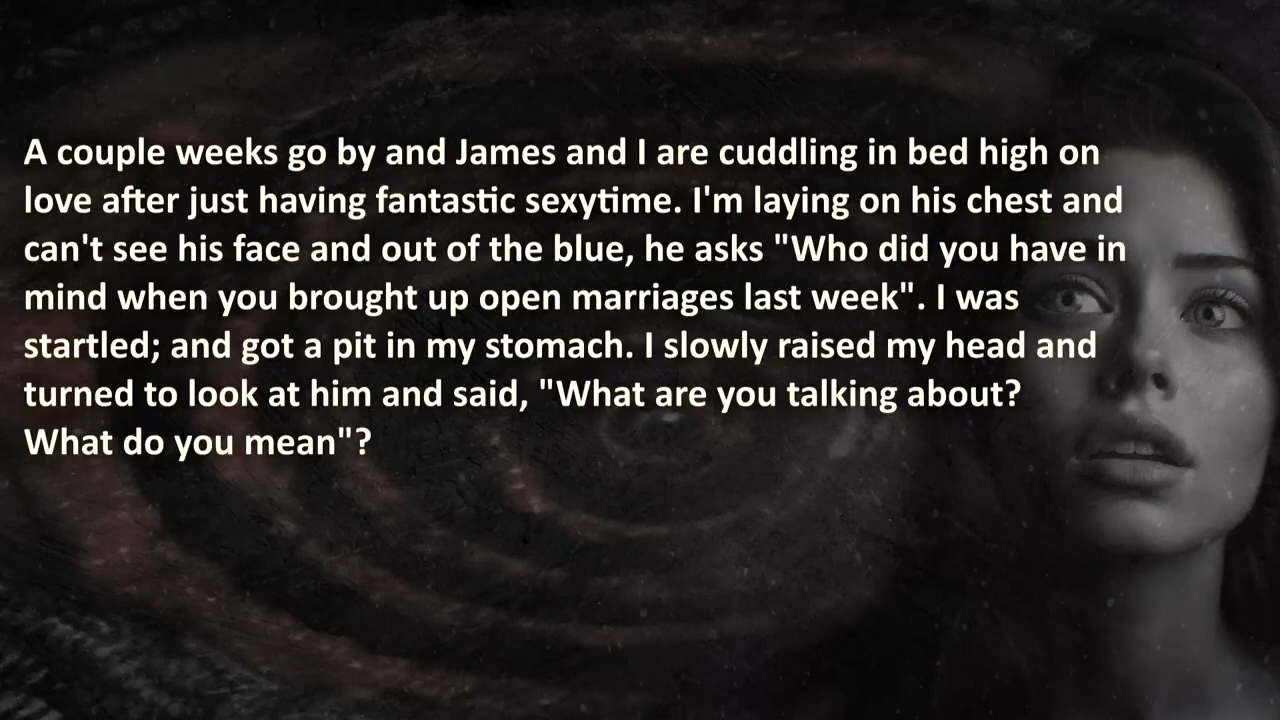 A couple weeks go by and James and I are cuddling in bed high on
love after just having fantastic sexytime. I'm laying on his chest and
can't see his face and out of the blue, he asks "Who did you have in
mind when you brought up open marriages last week". I was
startled; and got a pit in my stomach. I slowly raised my head and
turned to look at him and said, "What are you talking about?
What do you mean"?